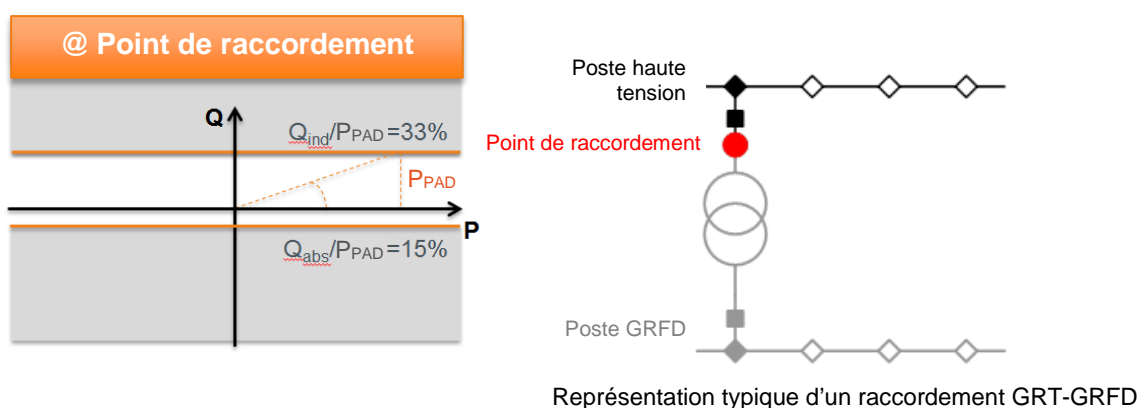 @ Point de raccordement
Q
Qind/PPAD=33%
PPAD
P
Qabs/PPAD=15%
Poste haute
tension
Point de raccordement
Poste GRFD
Représentation typique d'un raccordement GRT-GRFD